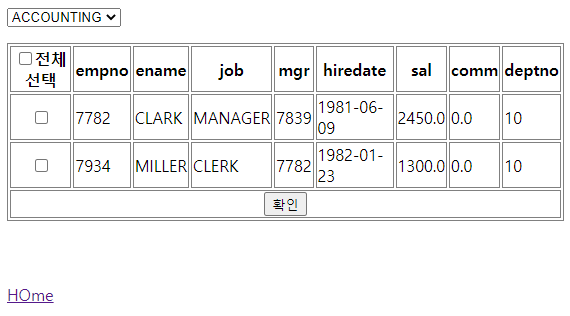 ACCOUNTING
전체 선택 empno ename job mgr hiredate sal comm deptno
7782 CLARK MANAGER 7839 1981-06-09 2450.0 0.0 10
7934 MILLER CLERK 7782 1982-01-23 1300.0 0.0 10
확인
HOme